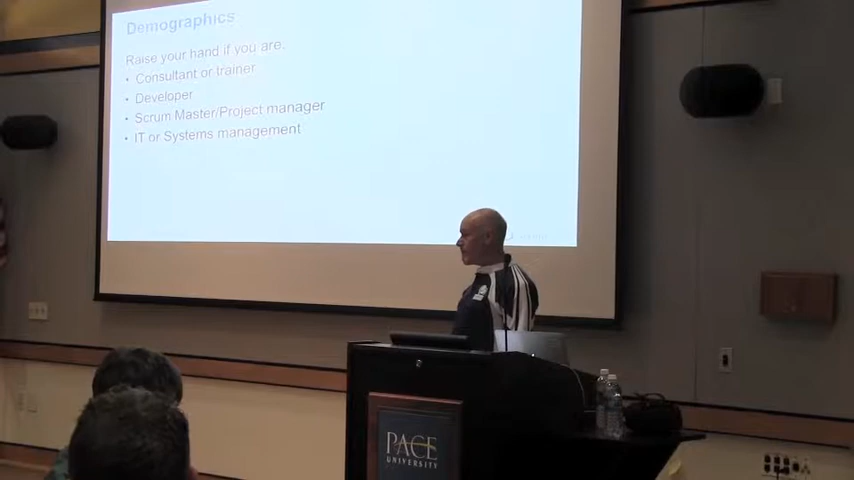 Demographics
Raise your hand if you are.
• Consultant or trainer
• Developer
• Scrum Master/Project manager
• IT or Systems management
PACE
UNIVERSITY